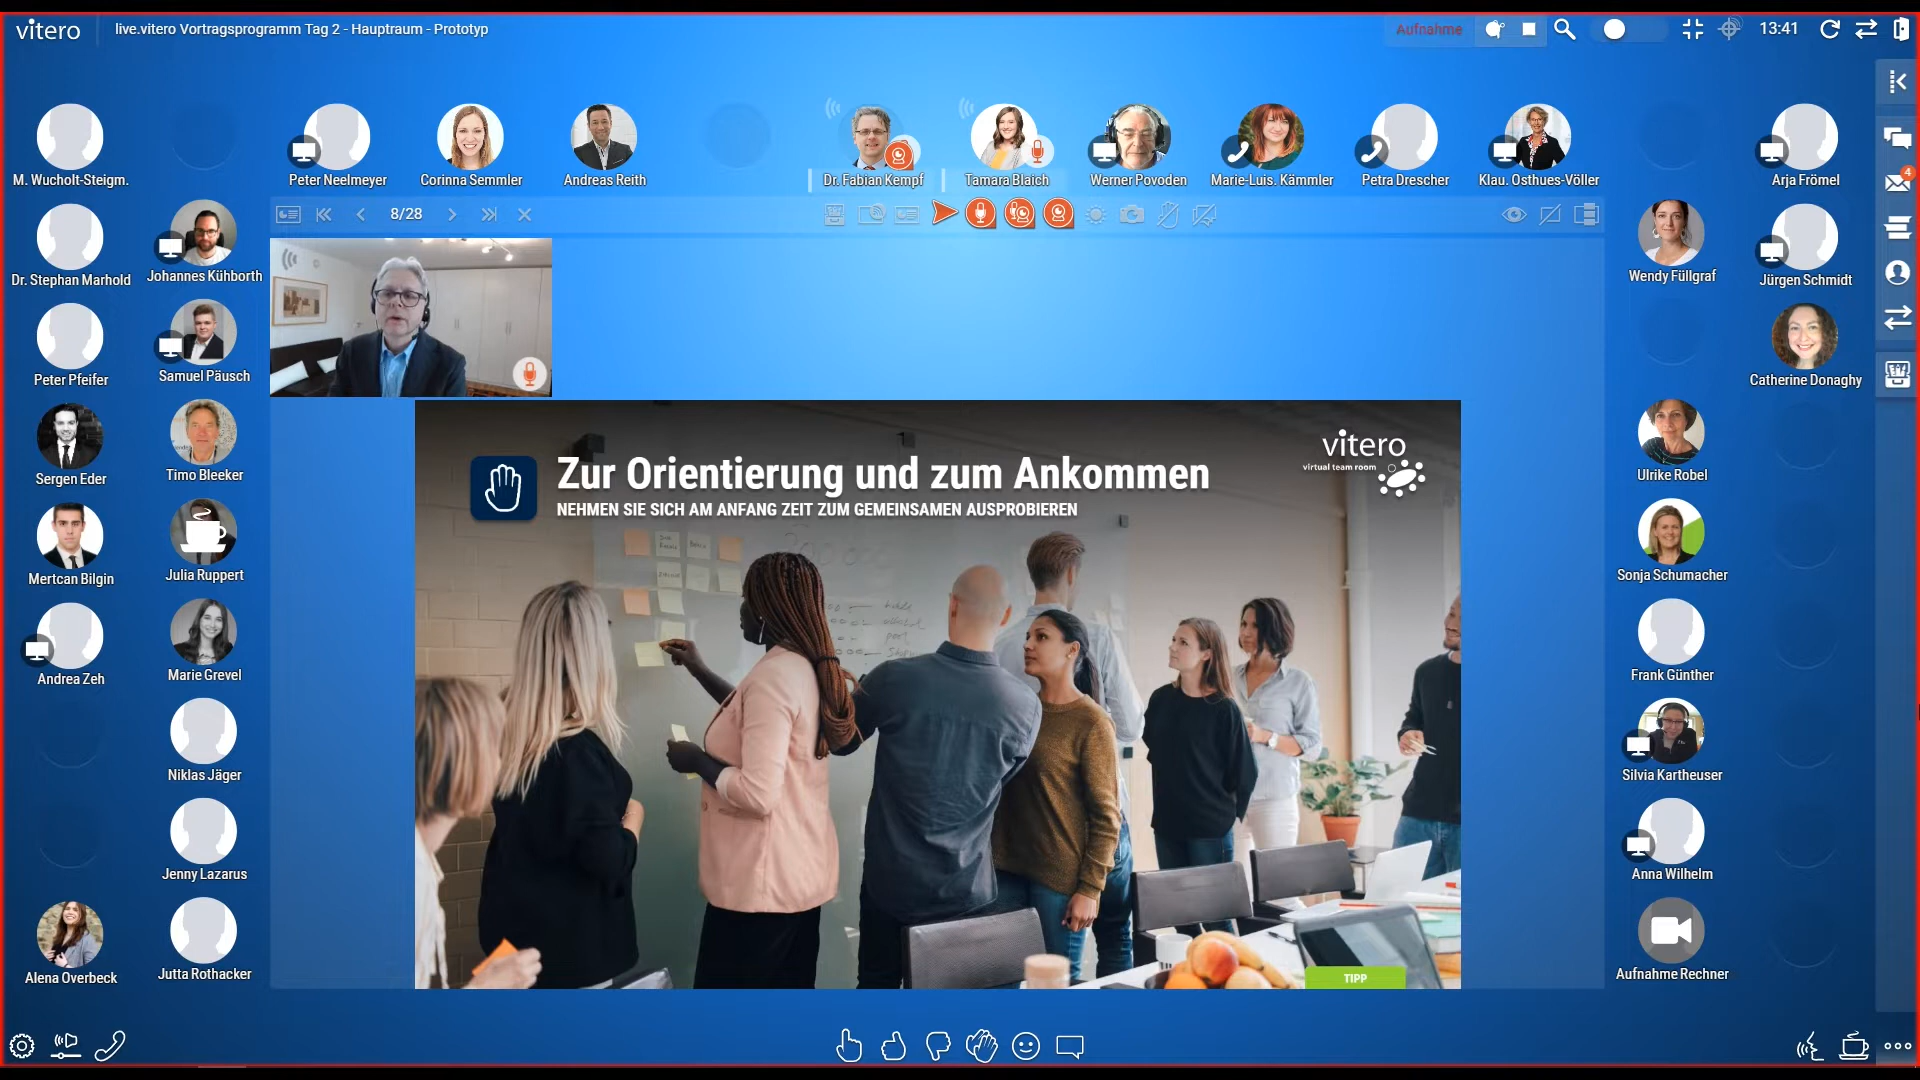 vitero
live.vitero Vortragsprogramm Tag 2 - Hauptraum - Prototyp
Aufnahme
13:41
M. Wucholt-Steigm.
Peter Neelmeyer
Corinna Semmler
Andreas Reith
Dr. Fabian Kempf
Tamara Blaich
Werner Povoden
Marie-Luis. Kämmler
Petra Drescher
Klau. Osthues-Völler
Arja Frömel
4
8/28
Dr. Stephan Marhold
Johannes Kühborth
Wendy Füllgraf
Jürgen Schmidt
Peter Pfeifer
Samuel Päusch
Catherine Donaghy
Sergen Eder
Timo Bleeker
Ulrike Robel
Mertcan Bilgin
Julia Ruppert
Sonja Schumacher
Andrea Zeh
Marie Grevel
Frank Günther
Niklas Jäger
Silvia Kartheuser
Jenny Lazarus
Anna Wilhelm
Alena Overbeck
Jutta Rothacker
Aufnahme Rechner
Zur Orientierung und zum Ankommen
NEHMEN SIE SICH AM ANFANG ZEIT ZUM GEMEINSAMEN AUSPROBIEREN
vitero
virtual team room
TIPP